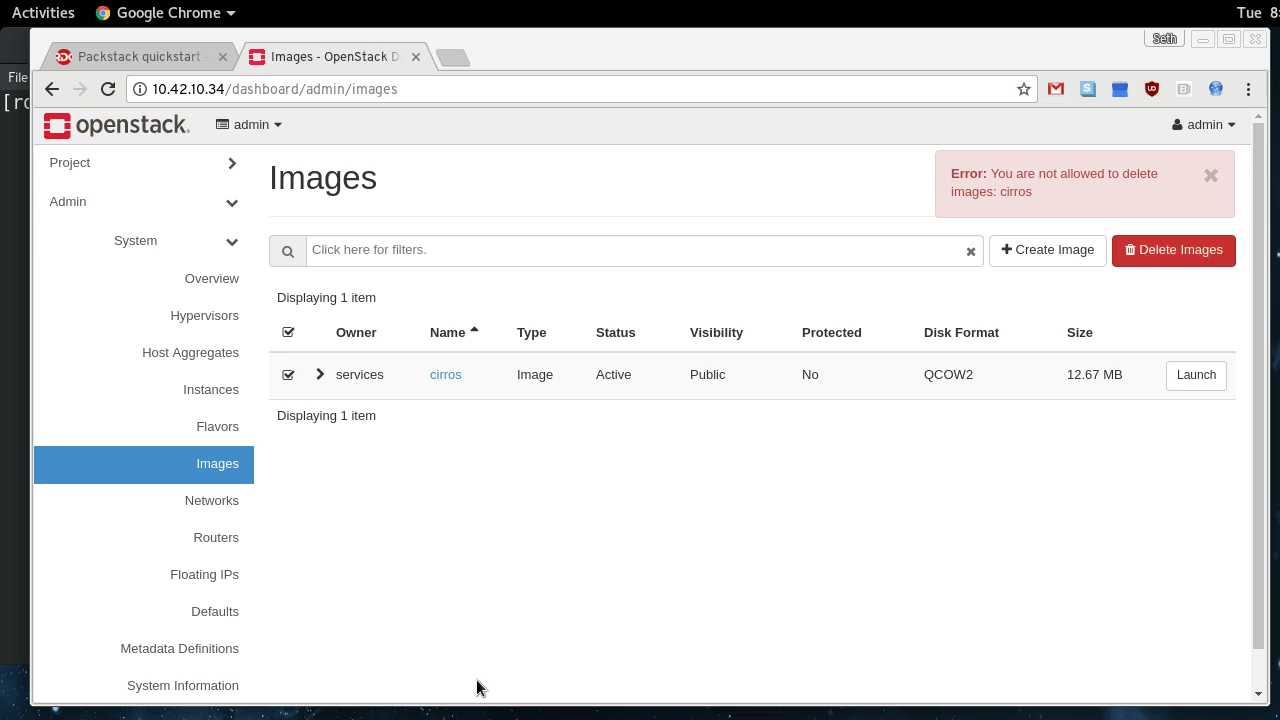 Activities Google Chrome Tue 8:
Seth
Packstack quickstart - Images - OpenStack D
File
10.42.10.34/dashboard/admin/images
[ro
openstack. admin admin
Project
Admin
System
Overview
Hypervisors
Host Aggregates
Instances
Flavors
Images
Networks
Routers
Floating IPs
Defaults
Metadata Definitions
System Information
Images
Error: You are not allowed to delete
images: cirros
Click here for filters. Create Image Delete Images
Displaying 1 item
Owner Name Type Status Visibility Protected Disk Format Size
services cirros Image Active Public No QCOW2 12.67 MB Launch
Displaying 1 item